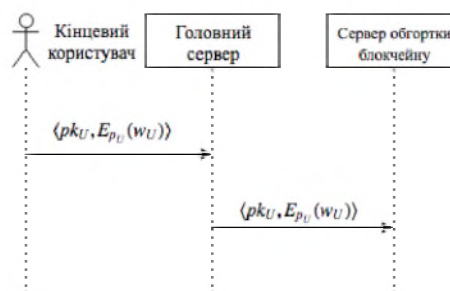 Кінцевий
користувач
Головний
сервер
Сервер обгортки
блокчейну
⟨pk_U, E_{p_U}(w_U)⟩
⟨pk_U, E_{p_U}(w_U)⟩